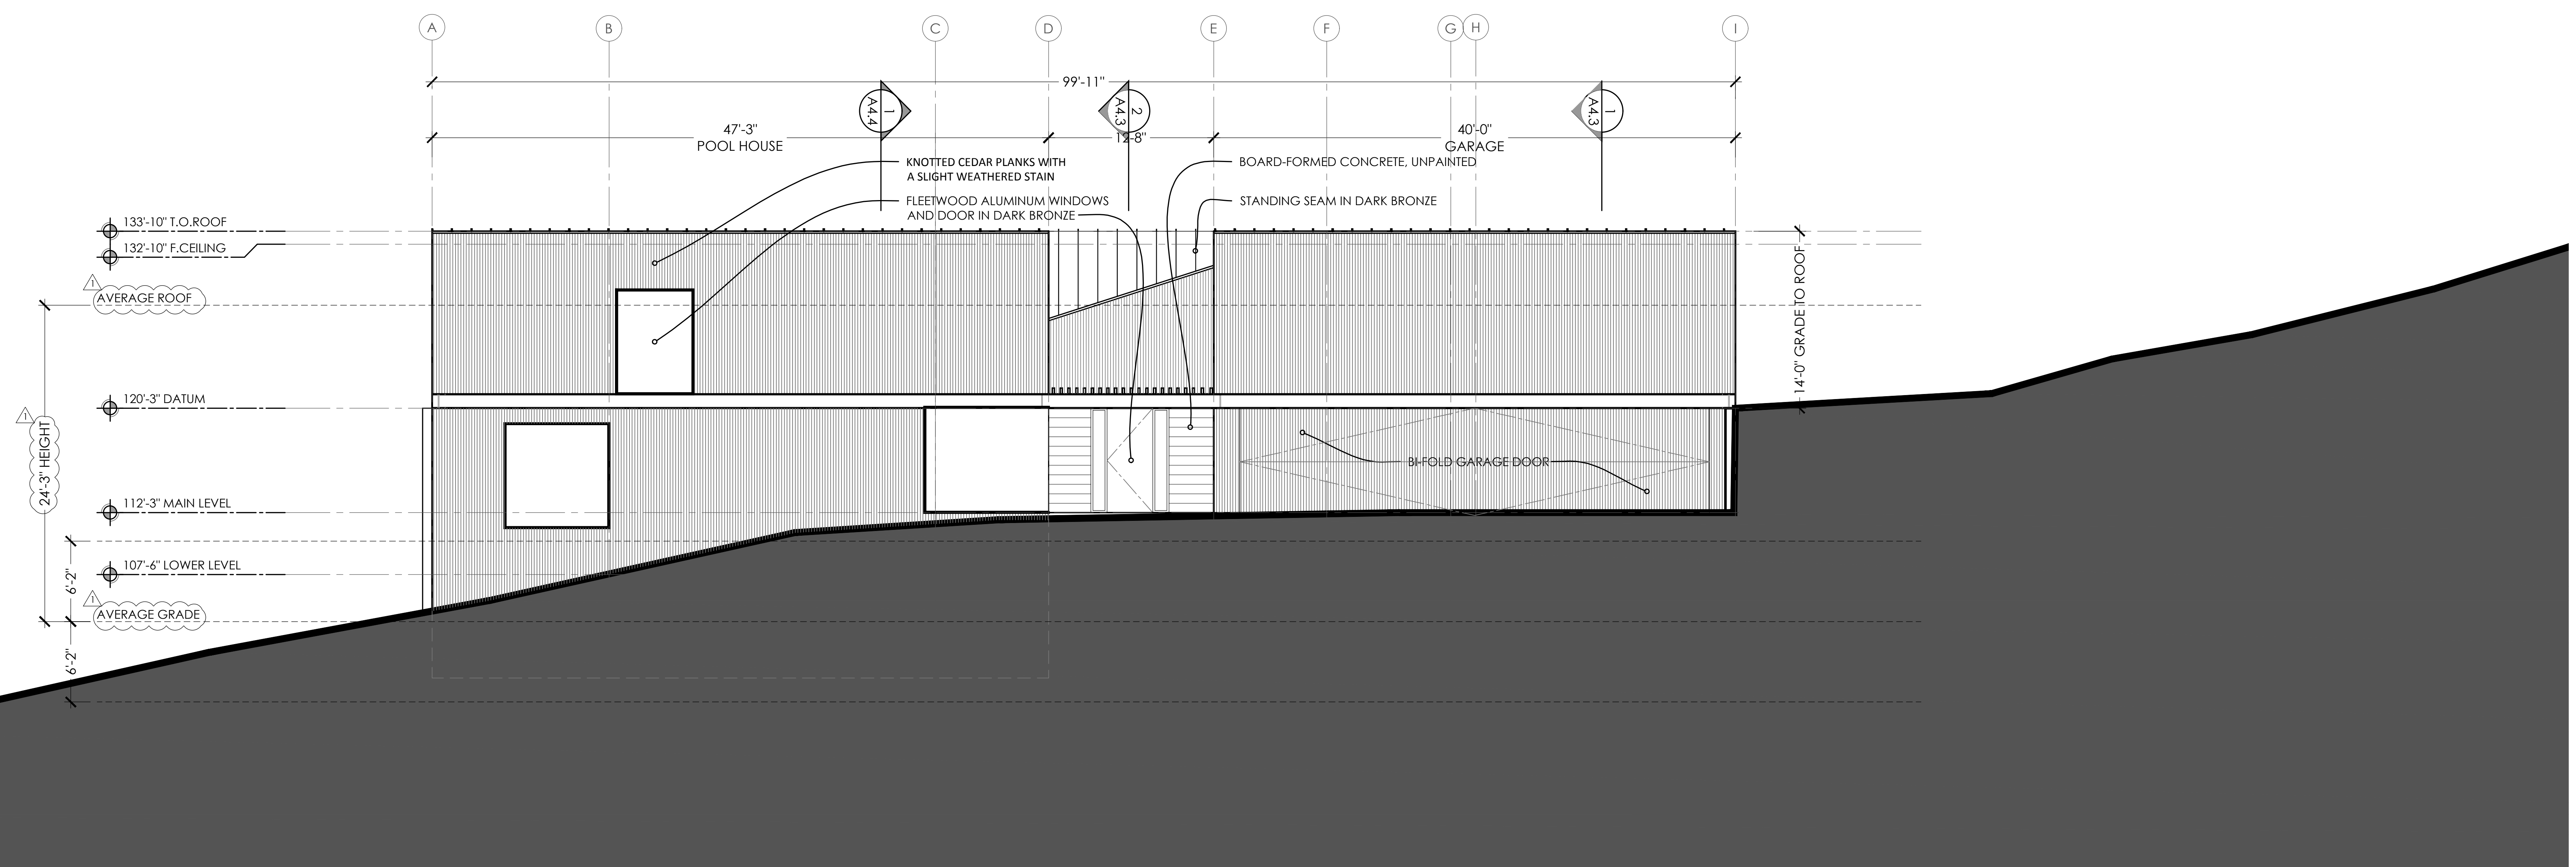 A
B
C
D
E
F
G
H
I
99'-11"
1
A4.4
2
A4.3
1
A4.3
47'-3"
POOL HOUSE
12-8"
40'-0"
GARAGE
KNOTTED CEDAR PLANKS WITH
A SLIGHT WEATHERED STAIN
BOARD-FORMED CONCRETE, UNPAINTED
FLEETWOOD ALUMINUM WINDOWS
AND DOOR IN DARK BRONZE
STANDING SEAM IN DARK BRONZE
133'-10" T.O.ROOF
132'-10" F.CEILING
1
AVERAGE ROOF
14'-0" GRADE TO ROOF
120'-3" DATUM
1
24'-3" HEIGHT
BI-FOLD GARAGE DOOR
112'-3" MAIN LEVEL
107'-6" LOWER LEVEL
6'-2"
1
AVERAGE GRADE
6'-2"